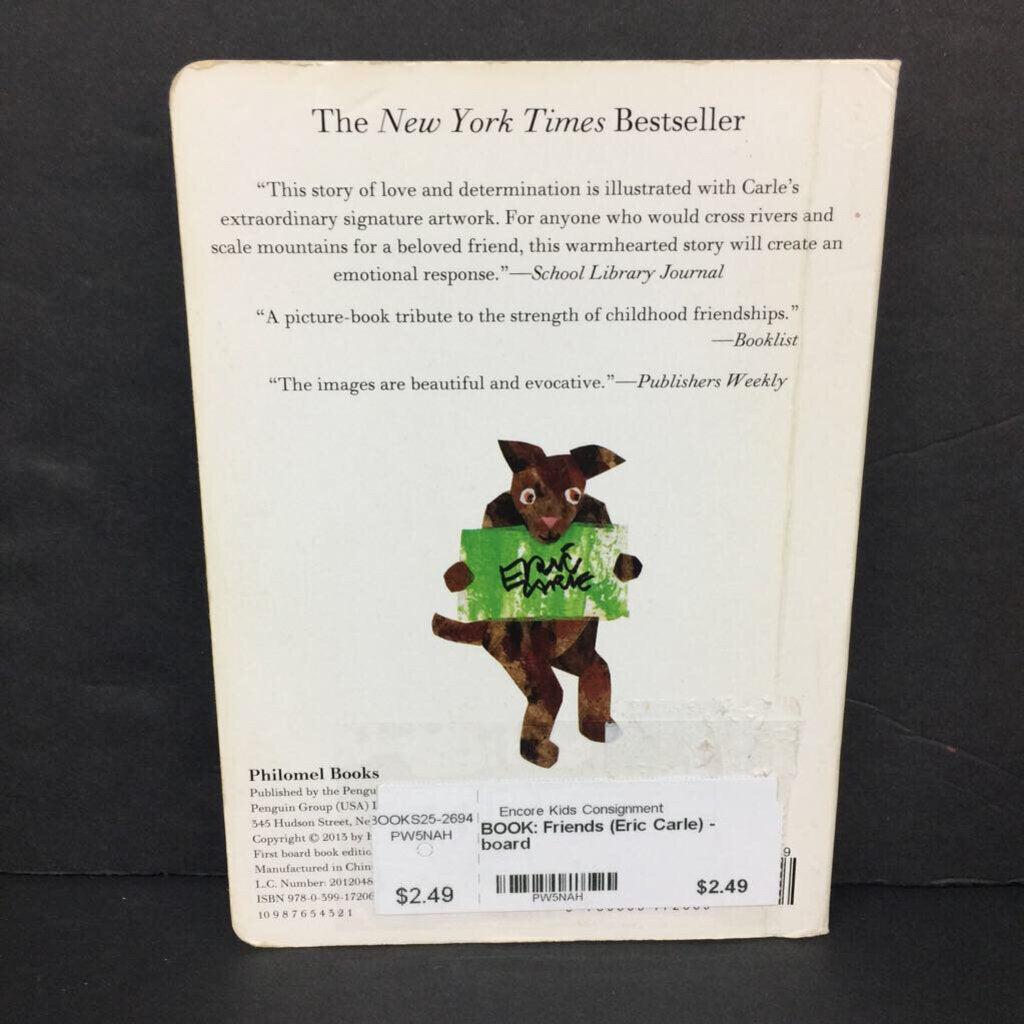 The New York Times Bestseller
“This story of love and determination is illustrated with Carle’s
extraordinary signature artwork. For anyone who would cross rivers and
scale mountains for a beloved friend, this warmhearted story will create an
emotional response.”—School Library Journal
“A picture-book tribute to the strength of childhood friendships.”
—Booklist
“The images are beautiful and evocative.”—Publishers Weekly
Eric
Carle
Philomel Books
Published by the Pengu
Penguin Group (USA) I
345 Hudson Street, Ne
Copyright © 2013 by
First board book editio
Manufactured in Chin
L.C. Number: 2012048
ISBN 978-0-399-17206
10 9 8 7 6 5 4 3 2 1
BOOKS25-2694
PW5NAH
$2.49
Encore Kids Consignment
BOOK: Friends (Eric Carle) -
board
PW5NAH
$2.49